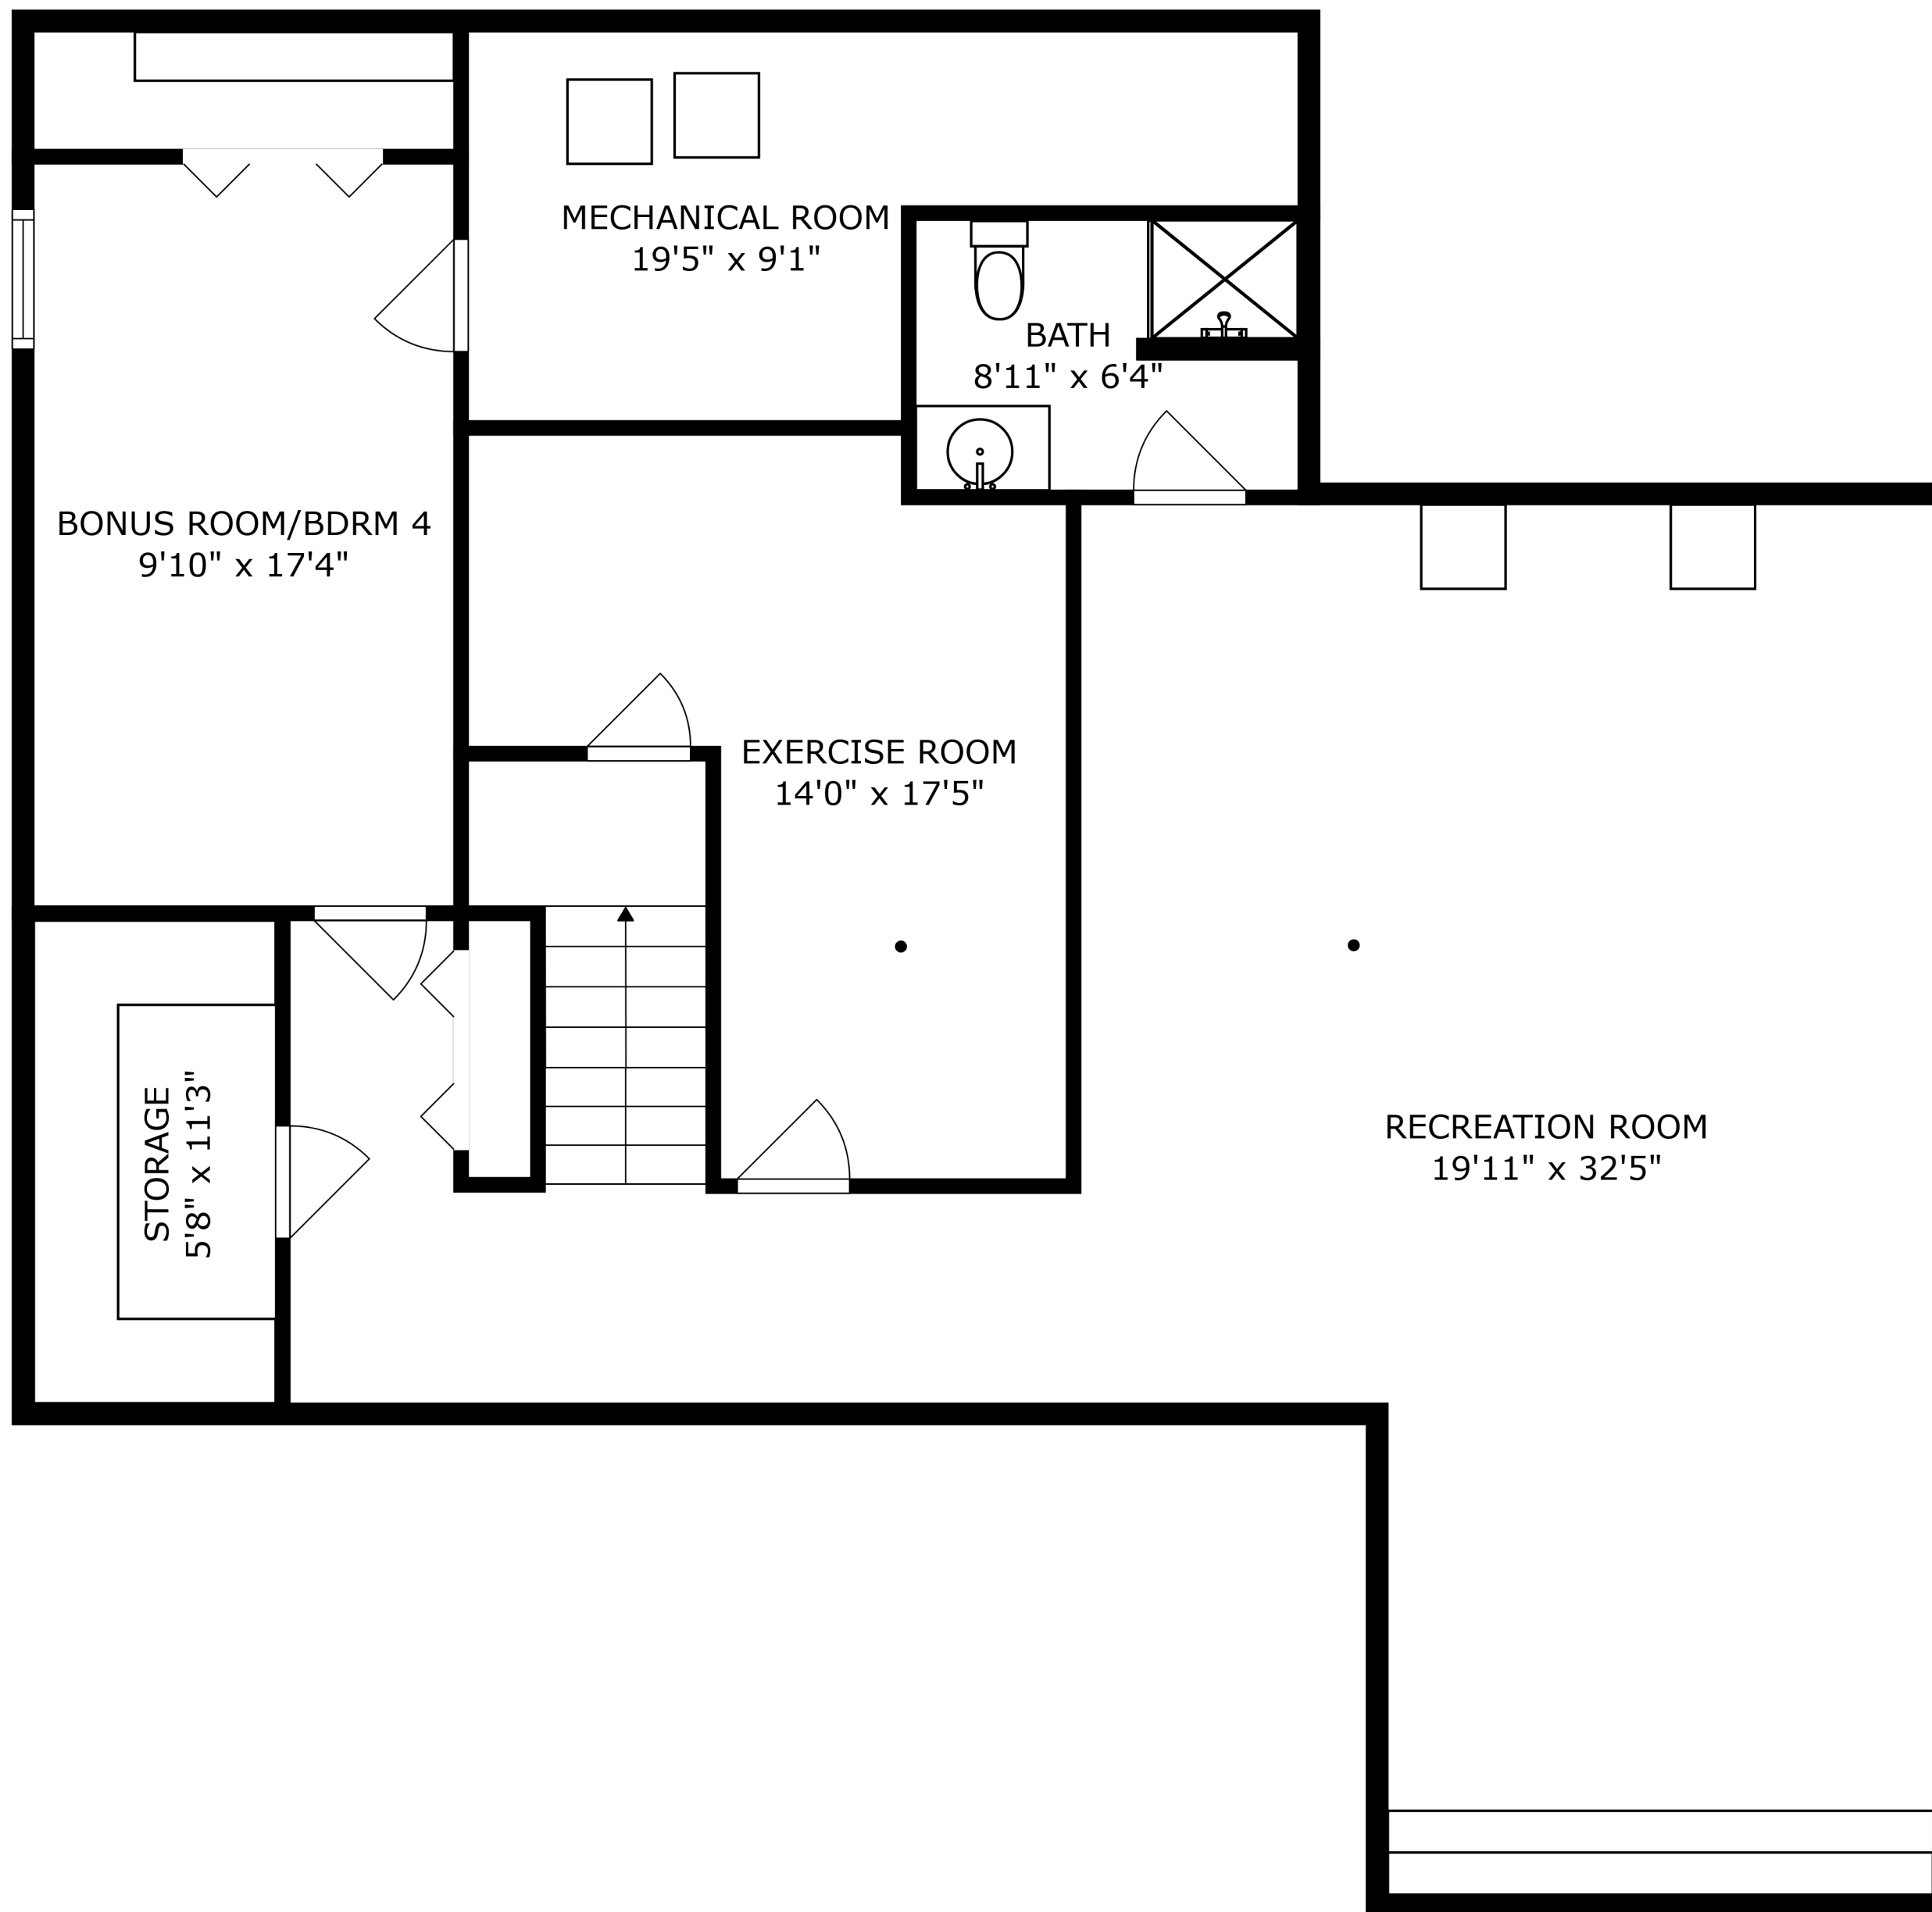 MECHANICAL ROOM
19'5" x 9'1"
BATH
8'11" x 6'4"
BONUS ROOM/BDRM 4
9'10" x 17'4"
EXERCISE ROOM
14'0" x 17'5"
STORAGE
5'8" x 11'3"
RECREATION ROOM
19'11" x 32'5"